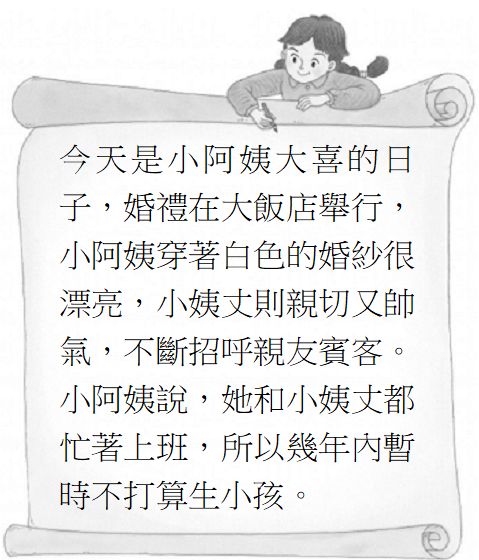 今天是小阿姨大喜的日
子，婚禮在大飯店舉行，
小阿姨穿著白色的婚紗很
漂亮，小姨丈則親切又帥
氣，不斷招呼親友賓客。
小阿姨說，她和小姨丈都
忙著上班，所以幾年內暫
時不打算生小孩。